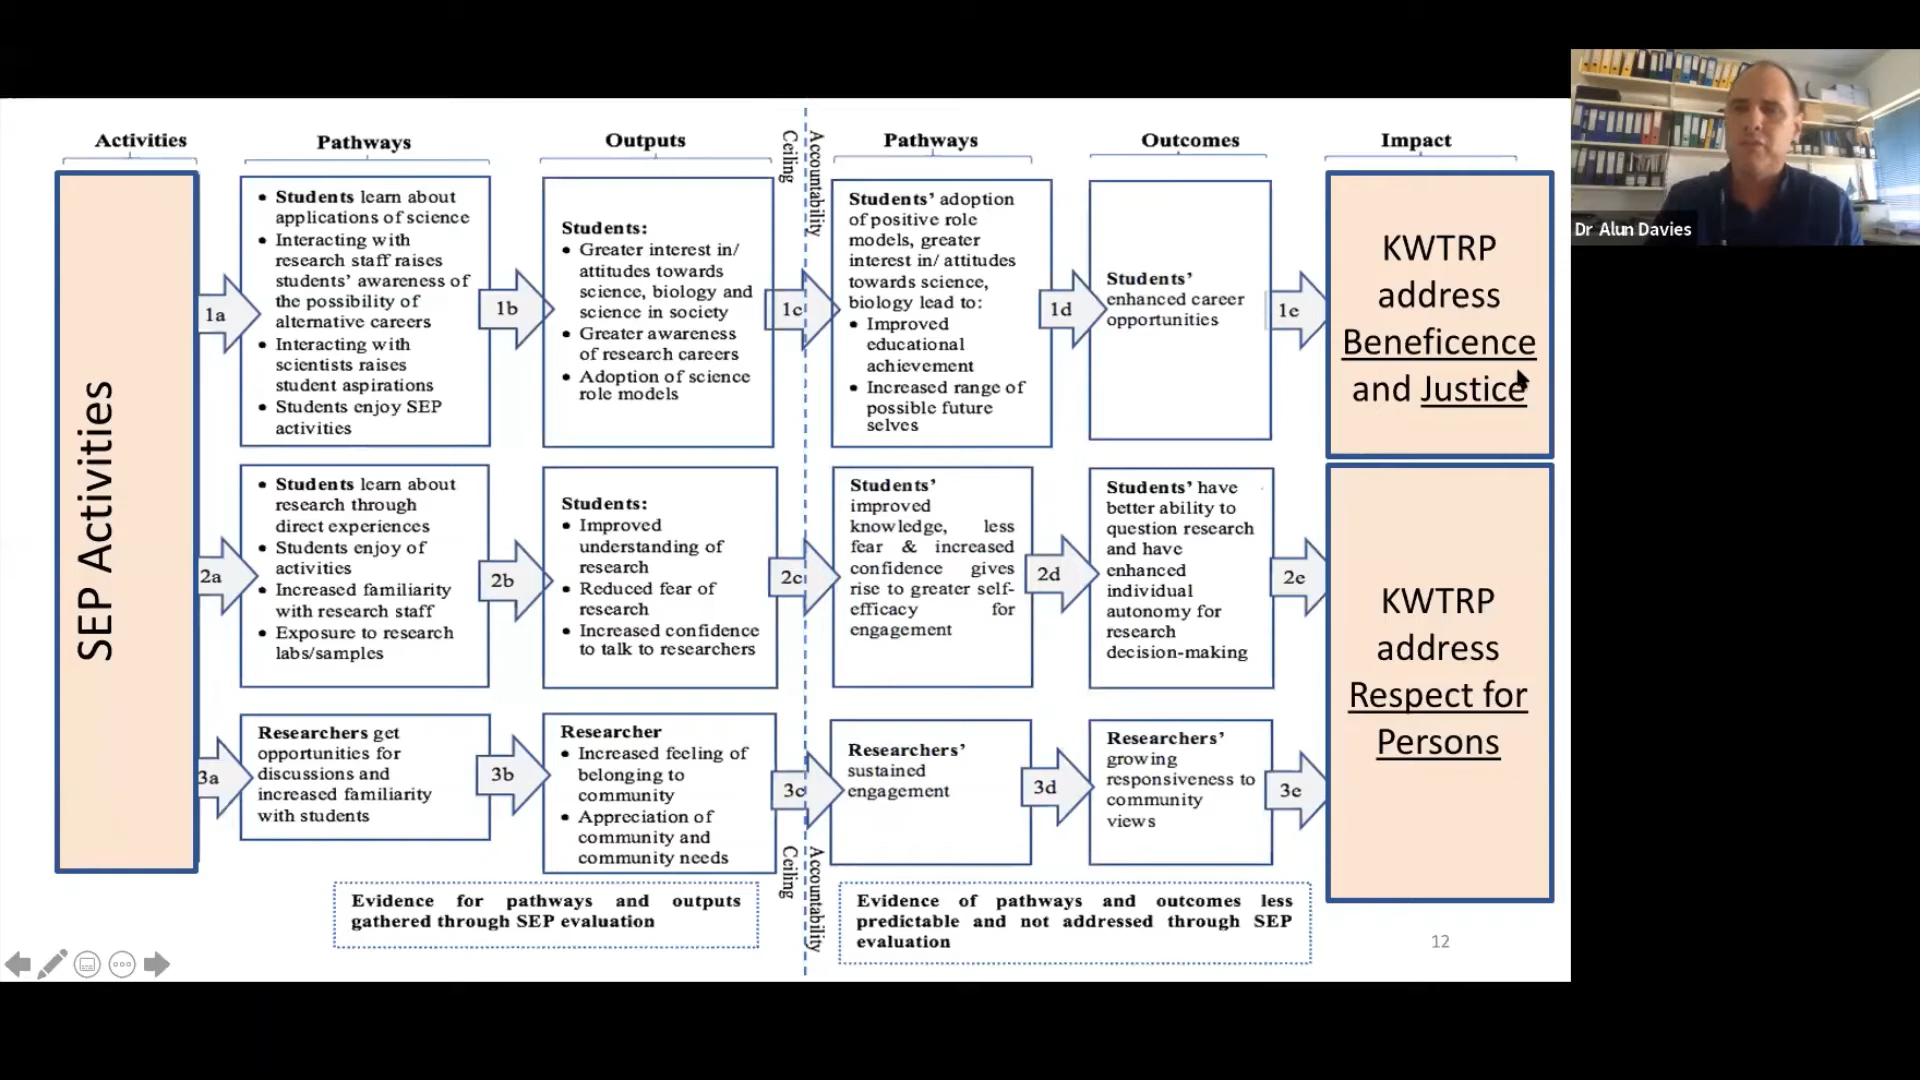 Activities
Pathways
Outputs
Ceiling
Accountability
Pathways
Outcomes
Impact
SEP Activities
1a
• Students learn about
applications of science
• Interacting with
research staff raises
students' awareness of
the possibility of
alternative careers
• Interacting with
scientists raises
student aspirations
• Students enjoy SEP
activities
1b
Students:
• Greater interest in/
attitudes towards
science, biology and
science in society
• Greater awareness
of research careers
• Adoption of science
role models
1c
Students' adoption
of positive role
models, greater
interest in/ attitudes
towards science,
biology lead to:
• Improved
educational
achievement
• Increased range of
possible future
selves
1d
Students'
enhanced career
opportunities
1e
KWTRP
address
Beneficence
and Justice
2a
• Students learn about
research through
direct experiences
• Students enjoy of
activities
• Increased familiarity
with research staff
• Exposure to research
labs/samples
2b
Students:
• Improved
understanding of
research
• Reduced fear of
research
• Increased confidence
to talk to researchers
2c
Students'
improved
knowledge, less
fear & increased
confidence gives
rise to greater self-
efficacy for
engagement
2d
Students' have
better ability to
question research
and have
enhanced
individual
autonomy for
research
decision-making
2e
KWTRP
address
Respect for
Persons
3a
Researchers get
opportunities for
discussions and
increased familiarity
with students
3b
Researcher
• Increased feeling of
belonging to
community
• Appreciation of
community and
community needs
3c
Researchers'
sustained
engagement
3d
Researchers'
growing
responsiveness to
community
views
3e
Ceiling
Accountability
Evidence for pathways and outputs
gathered through SEP evaluation
Evidence of pathways and outcomes less
predictable and not addressed through SEP
evaluation
12
Dr Alun Davies